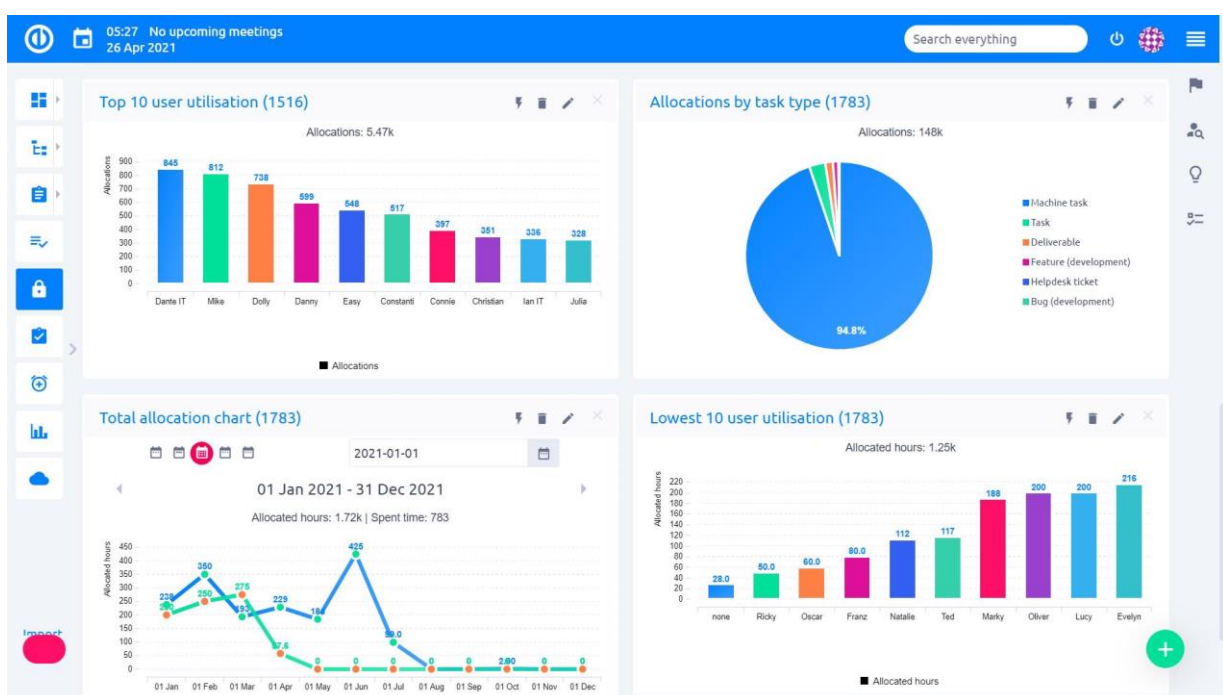 05:27 No upcoming meetings
26 Apr 2021
Search everything
Top 10 user utilisation (1516)
Allocations: 5.47k
Allocations
900
800
700
600
500
400
300
200
100
0
845
812
738
599
548
517
397
351
336
328
Dante IT Mike Dolly Danny Easy Constanti Connie Christian Ian IT Julia
Allocations
Allocations by task type (1783)
Allocations: 148k
94.8%
Machine task
Task
Deliverable
Feature (development)
Helpdesk ticket
Bug (development)
Total allocation chart (1783)
2021-01-01
01 Jan 2021 - 31 Dec 2021
Allocated hours: 1.72k | Spent time: 783
Allocated hours
450
400
350
300
250
200
150
100
50
0
350
250
275
193
229
425
0
0
0
0
0
0
0
01 Jan 01 Feb 01 Mar 01 Apr 01 May 01 Jun 01 Jul 01 Aug 01 Sep 01 Oct 01 Nov 01 Dec
Lowest 10 user utilisation (1783)
Allocated hours: 1.25k
Allocated hours
220
200
180
160
140
120
100
80
60
40
20
0
28.0
50.0
60.0
80.0
112
117
188
200
200
216
none Ricky Oscar Franz Natalie Ted Marky Oliver Lucy Evelyn
Allocated hours
Import